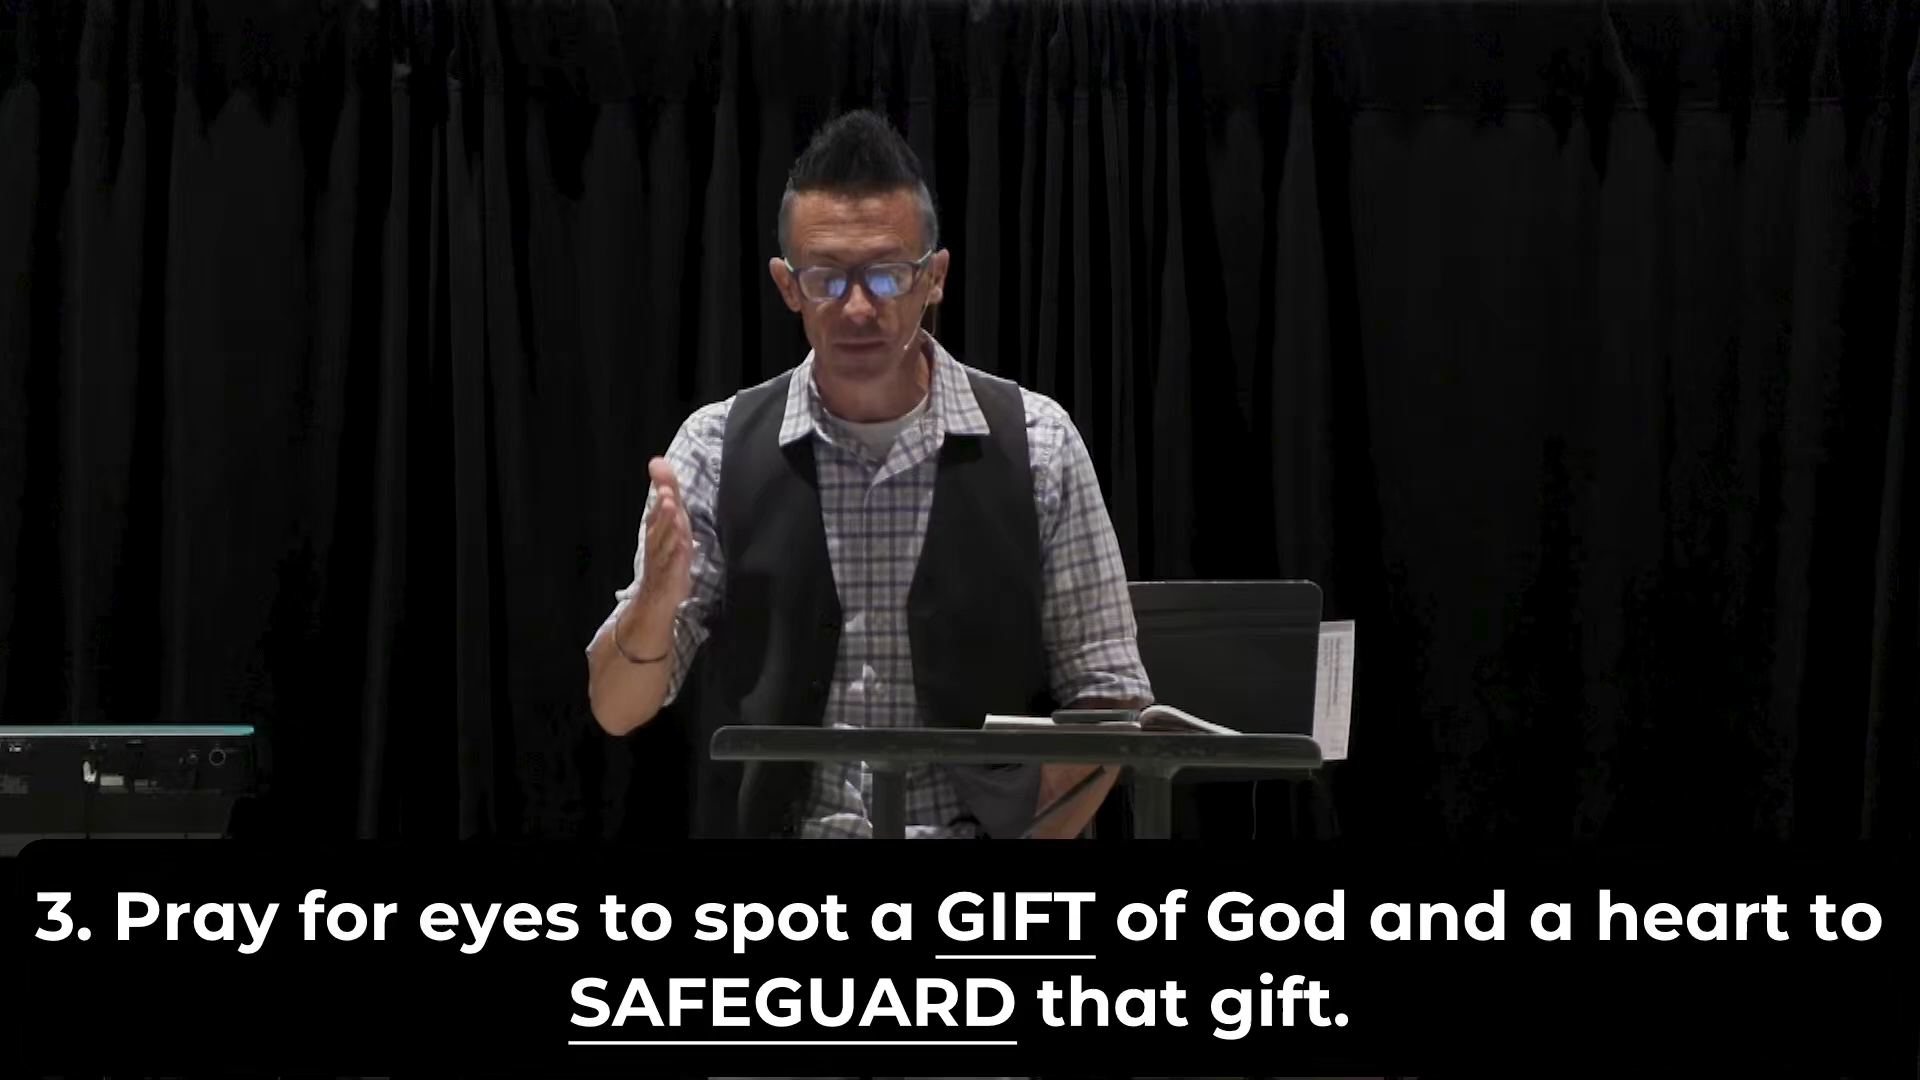 3. Pray for eyes to spot a GIFT of God and a heart to
SAFEGUARD that gift.